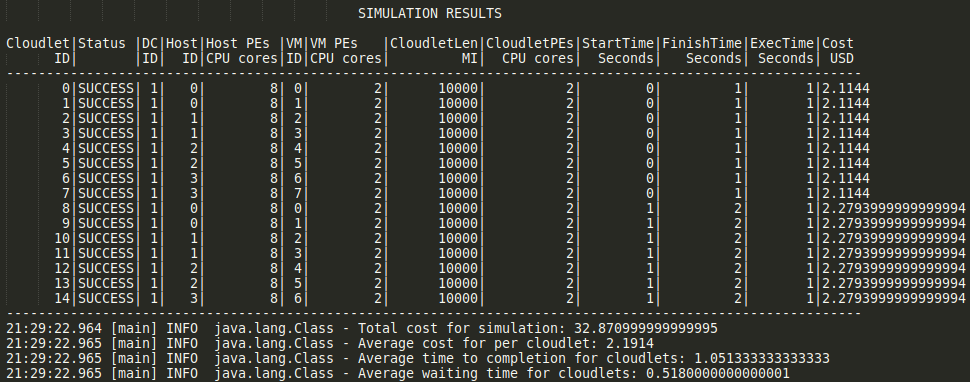 SIMULATION RESULTS
Cloudlet|Status |DC|Host|Host PEs |VM|VM PEs   |CloudletLen|CloudletPEs|StartTime|FinishTime|ExecTime|Cost
      ID|       |ID|  ID|CPU cores|ID|CPU cores|         MI|  CPU cores|  Seconds|   Seconds| Seconds| USD
-----------------------------------------------------------------------------------------------------------
       0|SUCCESS| 1|   0|        8| 0|        2|      10000|          2|        0|         1|       1|2.1144
       1|SUCCESS| 1|   0|        8| 1|        2|      10000|          2|        0|         1|       1|2.1144
       2|SUCCESS| 1|   1|        8| 2|        2|      10000|          2|        0|         1|       1|2.1144
       3|SUCCESS| 1|   1|        8| 3|        2|      10000|          2|        0|         1|       1|2.1144
       4|SUCCESS| 1|   2|        8| 4|        2|      10000|          2|        0|         1|       1|2.1144
       5|SUCCESS| 1|   2|        8| 5|        2|      10000|          2|        0|         1|       1|2.1144
       6|SUCCESS| 1|   3|        8| 6|        2|      10000|          2|        0|         1|       1|2.1144
       7|SUCCESS| 1|   3|        8| 7|        2|      10000|          2|        0|         1|       1|2.1144
       8|SUCCESS| 1|   0|        8| 0|        2|      10000|          2|        1|         2|       1|2.2793999999999994
       9|SUCCESS| 1|   0|        8| 1|        2|      10000|          2|        1|         2|       1|2.2793999999999994
      10|SUCCESS| 1|   1|        8| 2|        2|      10000|          2|        1|         2|       1|2.2793999999999994
      11|SUCCESS| 1|   1|        8| 3|        2|      10000|          2|        1|         2|       1|2.2793999999999994
      12|SUCCESS| 1|   2|        8| 4|        2|      10000|          2|        1|         2|       1|2.2793999999999994
      13|SUCCESS| 1|   2|        8| 5|        2|      10000|          2|        1|         2|       1|2.2793999999999994
      14|SUCCESS| 1|   3|        8| 6|        2|      10000|          2|        1|         2|       1|2.2793999999999994
-----------------------------------------------------------------------------------------------------------
21:29:22.964 [main] INFO  java.lang.Class - Total cost for simulation: 32.870999999999995
21:29:22.965 [main] INFO  java.lang.Class - Average cost for per cloudlet: 2.1914
21:29:22.965 [main] INFO  java.lang.Class - Average time to completion for cloudlets: 1.051333333333333
21:29:22.965 [main] INFO  java.lang.Class - Average waiting time for cloudlets: 0.5180000000000001